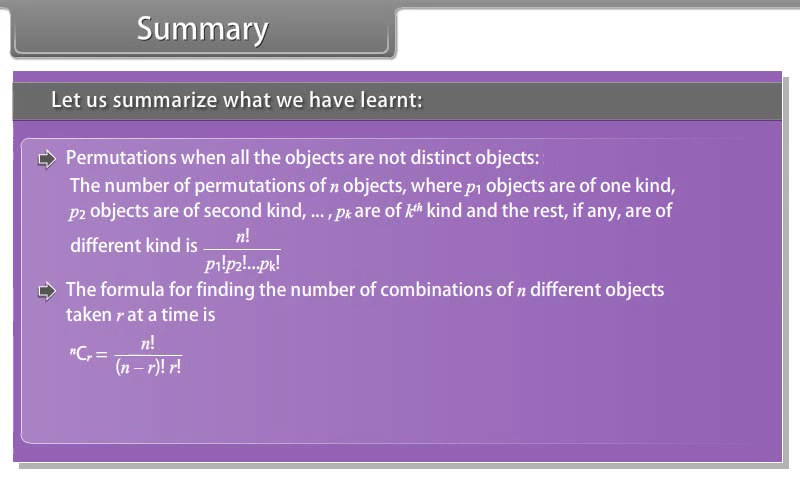 Summary
Let us summarize what we have learnt:
Permutations when all the objects are not distinct objects:
The number of permutations of n objects, where p₁ objects are of one kind,
p₂ objects are of second kind, ... , pₖ are of kᵗʰ kind and the rest, if any, are of
different kind is n! / p₁!p₂!...pₖ!
The formula for finding the number of combinations of n different objects
taken r at a time is
ⁿCᵣ = n! / (n – r)! r!